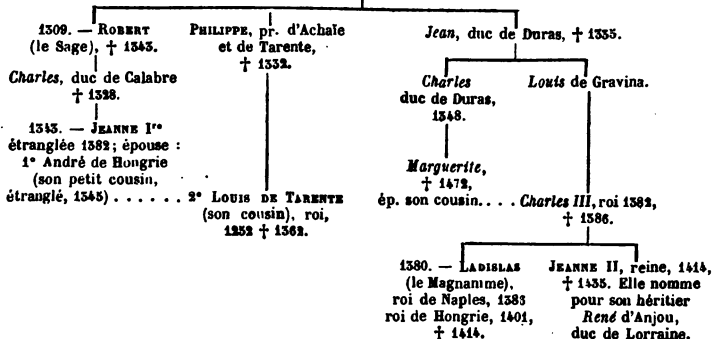 1309. — ROBERT
(le Sage), † 1343.
Charles, duc de Calabre
† 1328.
1343. — JEANNE Ire
étranglée 1382; épouse :
1° André de Hongrie
(son petit cousin,
étranglé, 1345) . . . . . .
PHILIPPE, pr. d'Achaïe
et de Tarente,
† 1332.
2° LOUIS DE TARENTE
(son cousin), roi,
1252 † 1362.
Jean, duc de Duras, † 1335.
Charles
duc de Duras,
1348.
Marguerite,
† 1472,
ép. son cousin. . . .
Louis de Gravina.
Charles III, roi 1382,
† 1386.
1380. — LADISLAS
(le Magnanime),
roi de Naples, 1383
roi de Hongrie, 1401,
† 1414.
JEANNE II, reine, 1414,
† 1435. Elle nomme
pour son héritier
René d'Anjou,
duc de Lorraine.